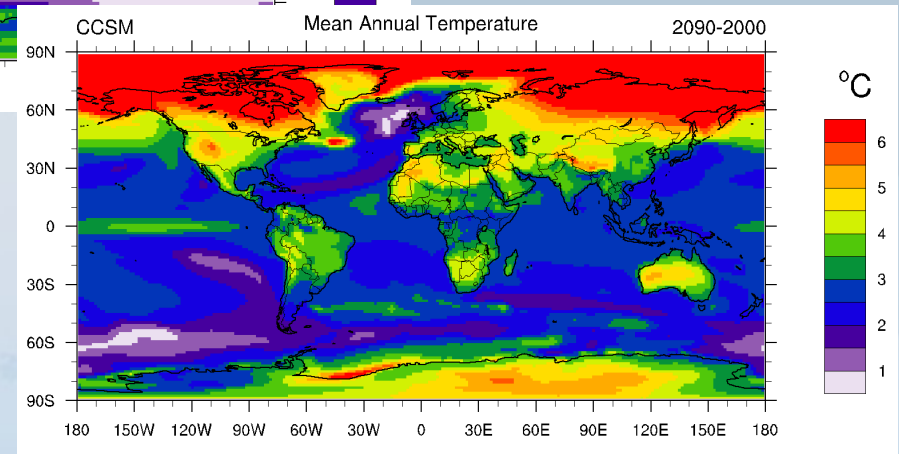 CCSM Mean Annual Temperature 2090-2000
°C
90N
60N
30N
0
30S
60S
90S
180 150W 120W 90W 60W 30W 0 30E 60E 90E 120E 150E 180
6
5
4
3
2
1